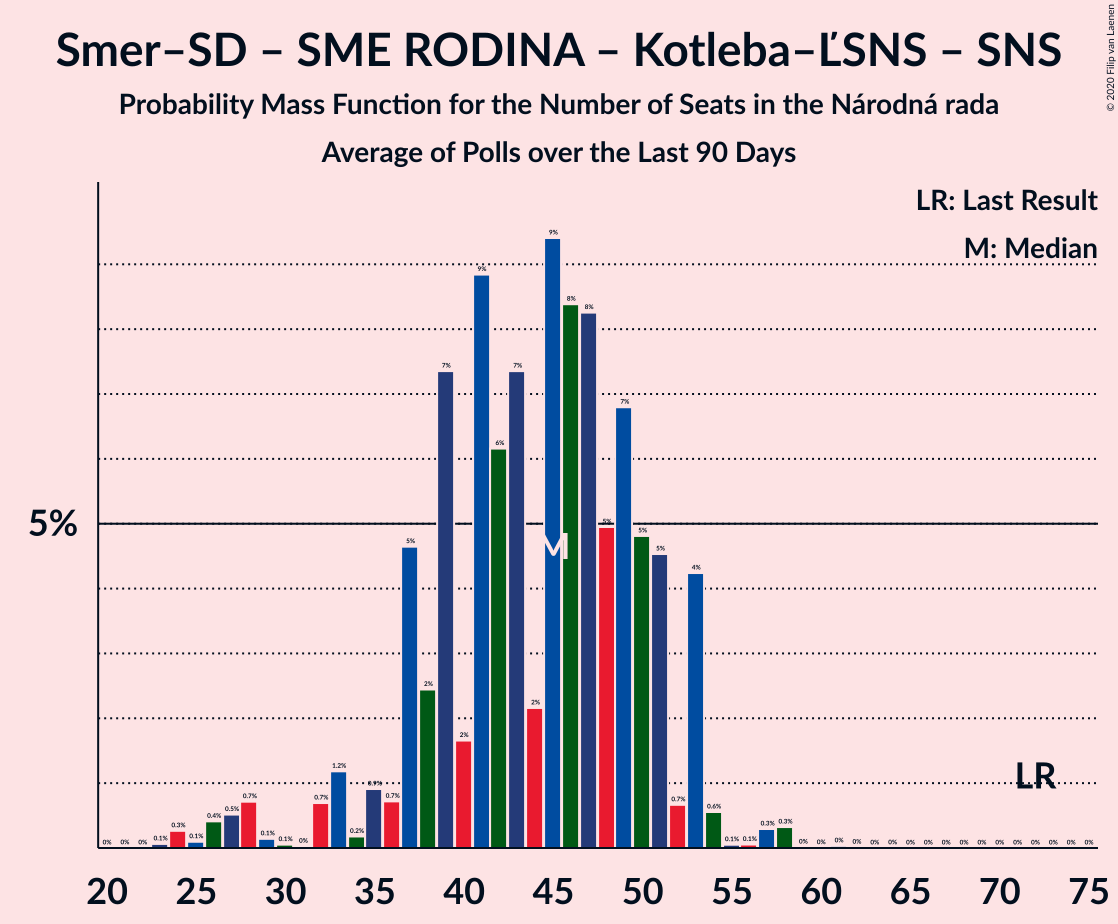 Smer–SD – SME RODINA – Kotleba–ĽSNS – SNS
Probability Mass Function for the Number of Seats in the Národná rada
Average of Polls over the Last 90 Days
© 2020 Filip van Laenen
LR: Last Result
M: Median
5%
0% 0% 0% 0.1% 0.3% 0.1% 0.4% 0.5% 0.7% 0.1% 0.1% 0% 0.7% 1.2% 0.2% 0.9% 0.7% 5% 2% 7% 2% 9% 6% 7% 2% 9% 8% 8% 5% 7% 5% 5% 0.7% 4% 0.6% 0.1% 0.1% 0.3% 0.3% 0% 0% 0% 0% 0% 0% 0% 0% 0% 0% 0% 0% 0% 0% 0% 0% 0%
M
LR
20 25 30 35 40 45 50 55 60 65 70 75